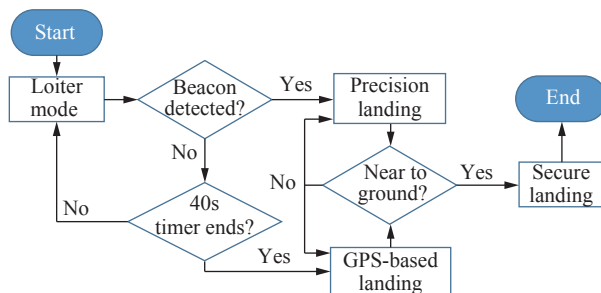 Start
Loiter
mode
Beacon
detected?
Yes
Precision
landing
End
No
No
Near to
ground?
Yes
Secure
landing
No
40s
timer ends?
Yes
GPS-based
landing